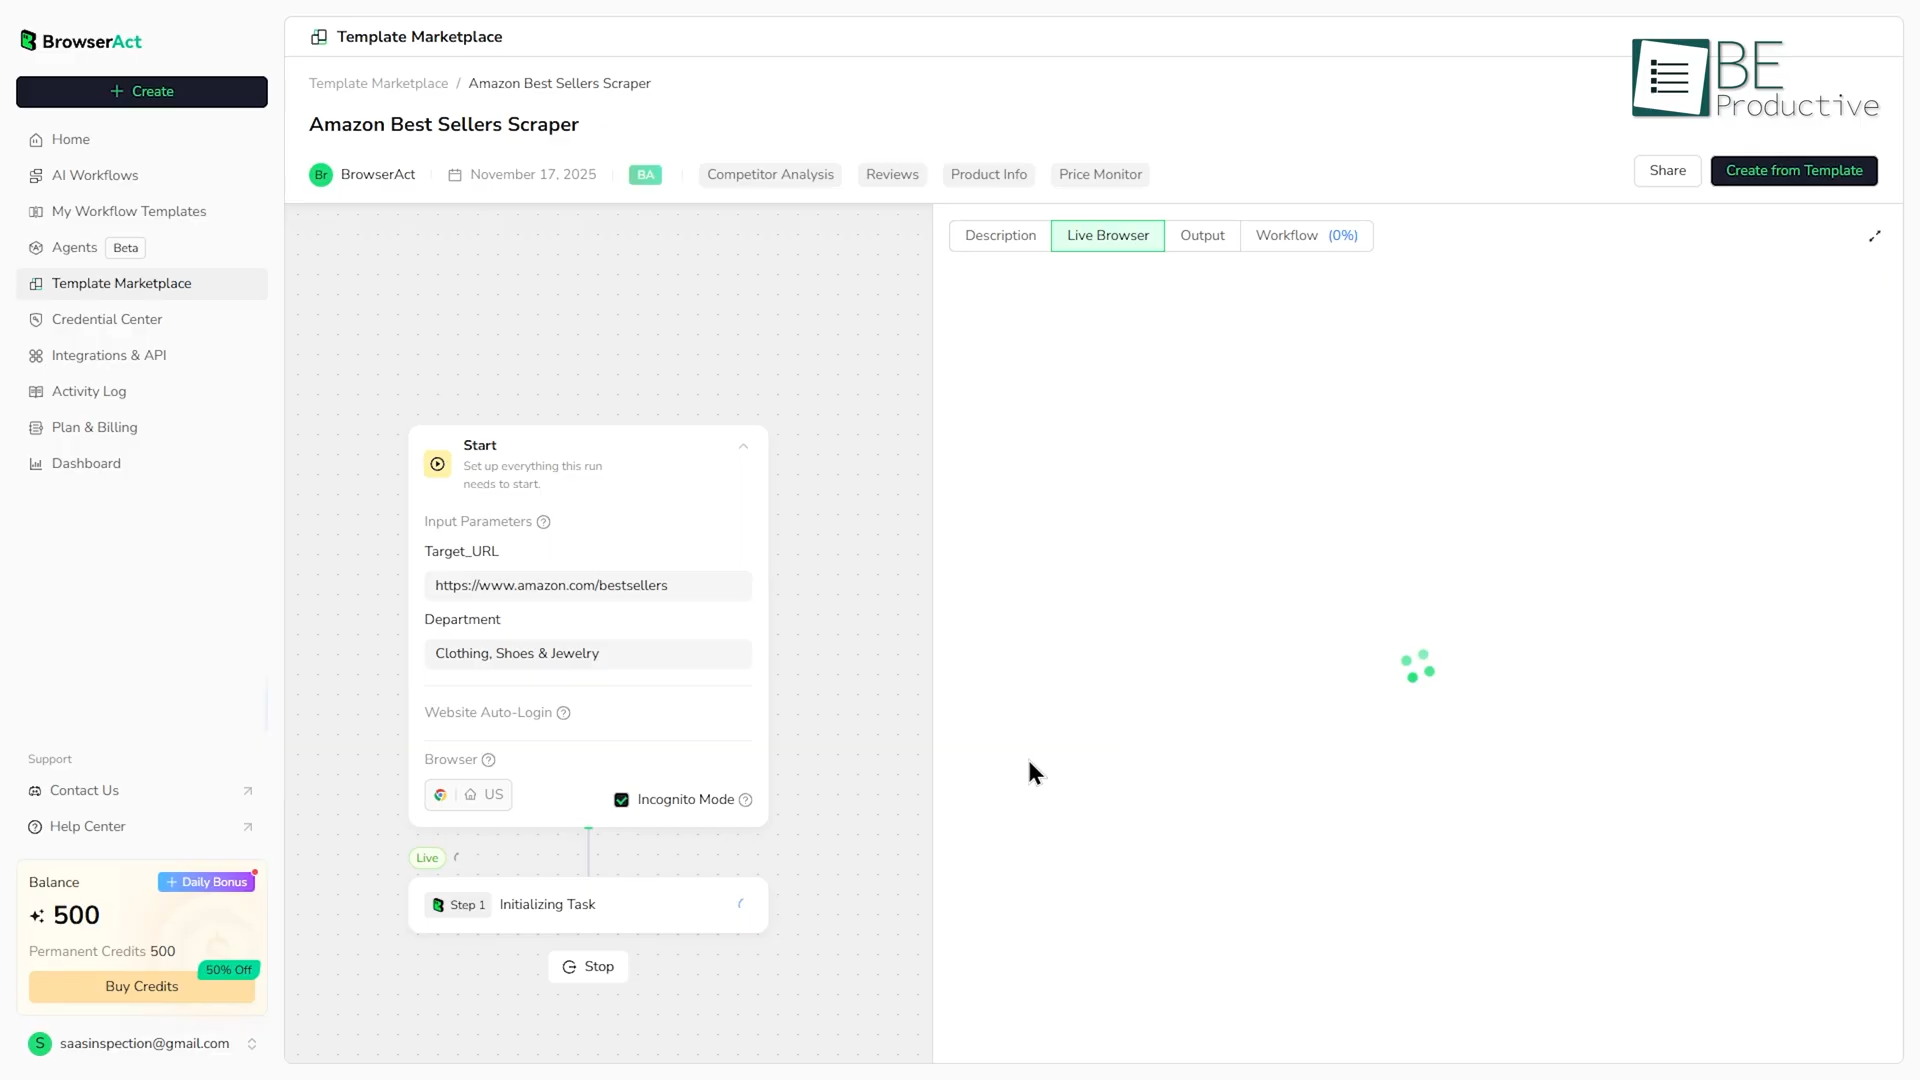 BrowserAct
Create
Home
AI Workflows
My Workflow Templates
Agents Beta
Template Marketplace
Credential Center
Integrations & API
Activity Log
Plan & Billing
Dashboard
Support
Contact Us
Help Center
Balance
Daily Bonus
500
Permanent Credits 500
50% Off
Buy Credits
S saasinspection@gmail.com
Template Marketplace
Template Marketplace / Amazon Best Sellers Scraper
Amazon Best Sellers Scraper
Br BrowserAct November 17, 2025 BA Competitor Analysis Reviews Product Info Price Monitor
BE
Productive
Share Create from Template
Start
Set up everything this run
needs to start.
Input Parameters
Target_URL
https://www.amazon.com/bestsellers
Department
Clothing, Shoes & Jewelry
Website Auto-Login
Browser
US Incognito Mode
Live
Step 1 Initializing Task
Stop
Description Live Browser Output Workflow (0%)